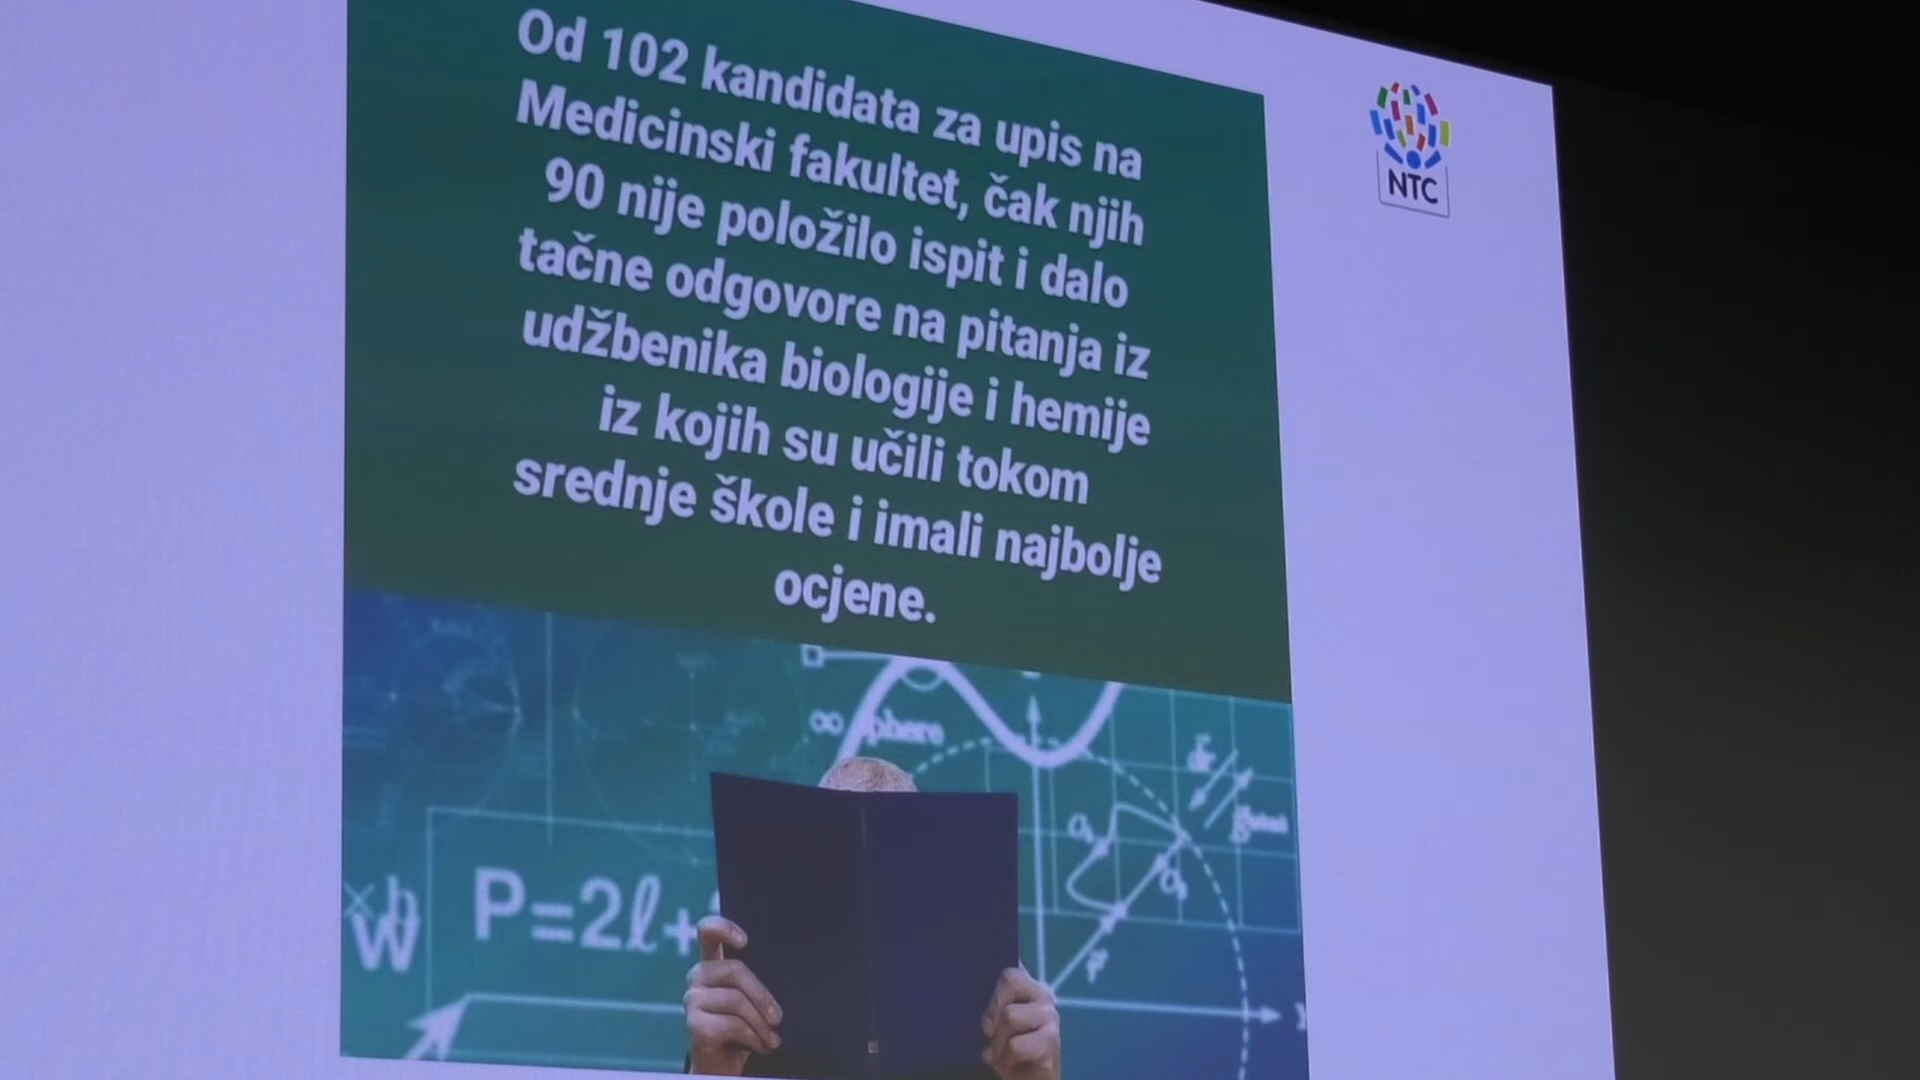 Od 102 kandidata za upis na
Medicinski fakultet, čak njih
90 nije položilo ispit i dalo
tačne odgovore na pitanja iz
udžbenika biologije i hemije
iz kojih su učili tokom
srednje škole i imali najbolje
ocjene.
NTC
∞ sphere
P=2ℓ+
W
h